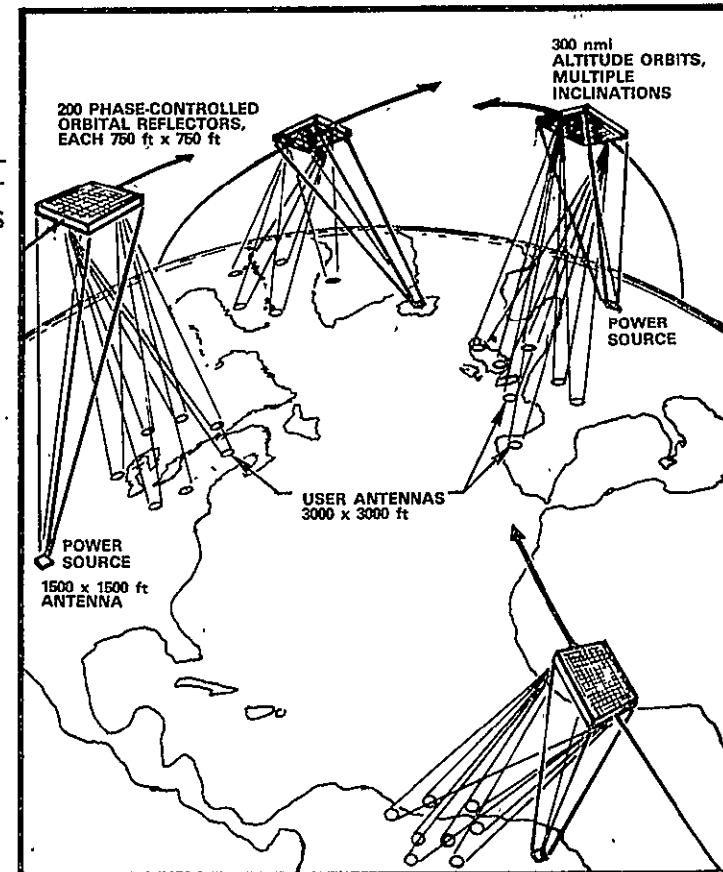 300 nmi
ALTITUDE ORBITS,
MULTIPLE
INCLINATIONS
200 PHASE-CONTROLLED
ORBITAL REFLECTORS,
EACH 750 ft x 750 ft
S
POWER
SOURCE
USER ANTENNAS
3000 x 3000 ft
POWER
SOURCE
1500 x 1500 ft
ANTENNA